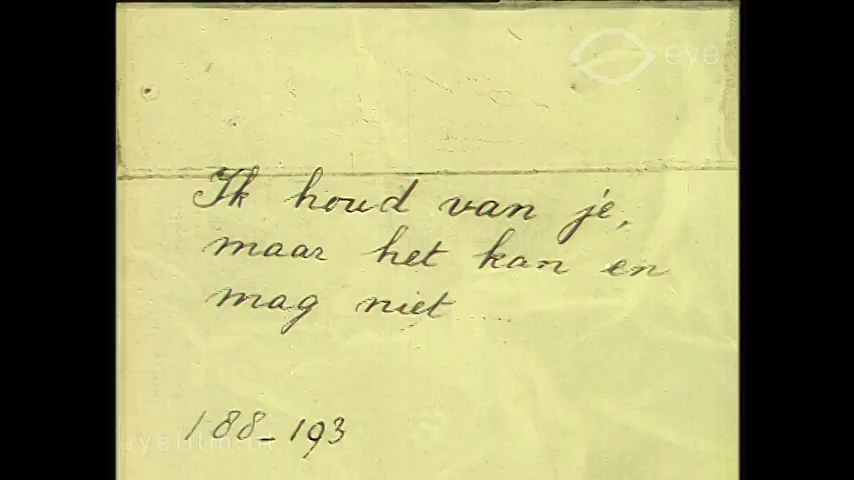 eye
Ik houd van je,
maar het kan en
mag niet....
188-193
eyefilm.nl